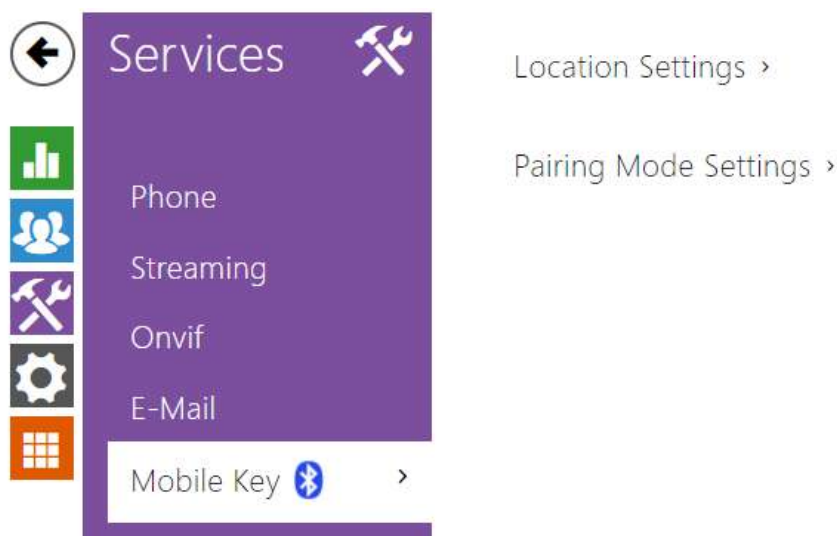 Services
Phone
Streaming
Onvif
E-Mail
Mobile Key
Location Settings
Pairing Mode Settings